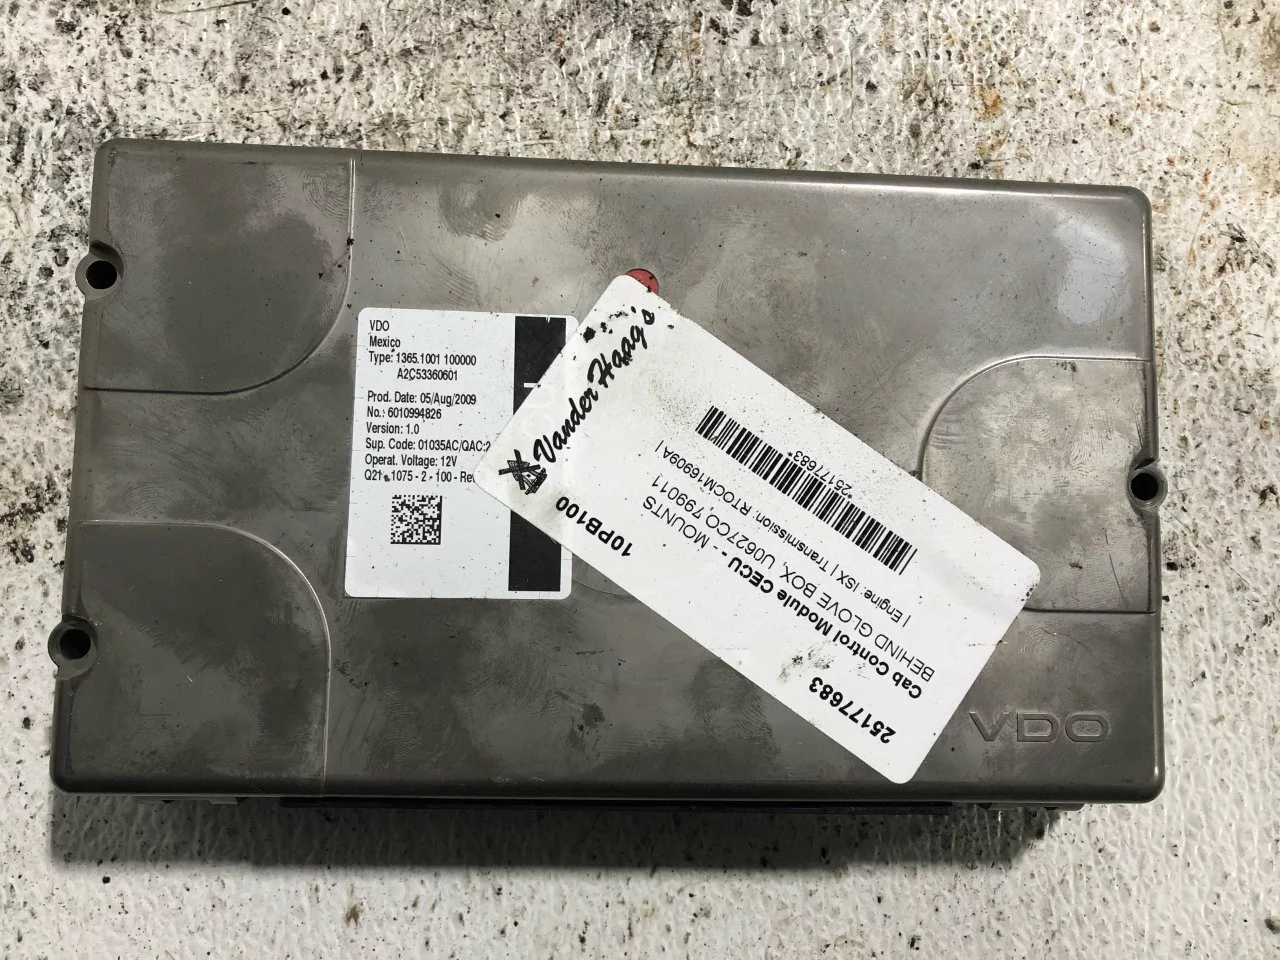 VDO
Mexico
Type: 1365.1001 100000
A2C53360601
Prod. Date: 05/Aug/2009
No.: 6010994826
Version: 1.0
Sup. Code: 01035AC/QAC:2
Operat. Voltage: 12V
Q21 - 1075 - 2 - 100 - Re
Vander Haag's
10PB100
25177683
Cab Control Module CECU - MOUNTS
BEHIND GLOVE BOX, U0627CO,799011
| Engine: ISX | Transmission: RTOCM16909A |
*25177683*
VDO